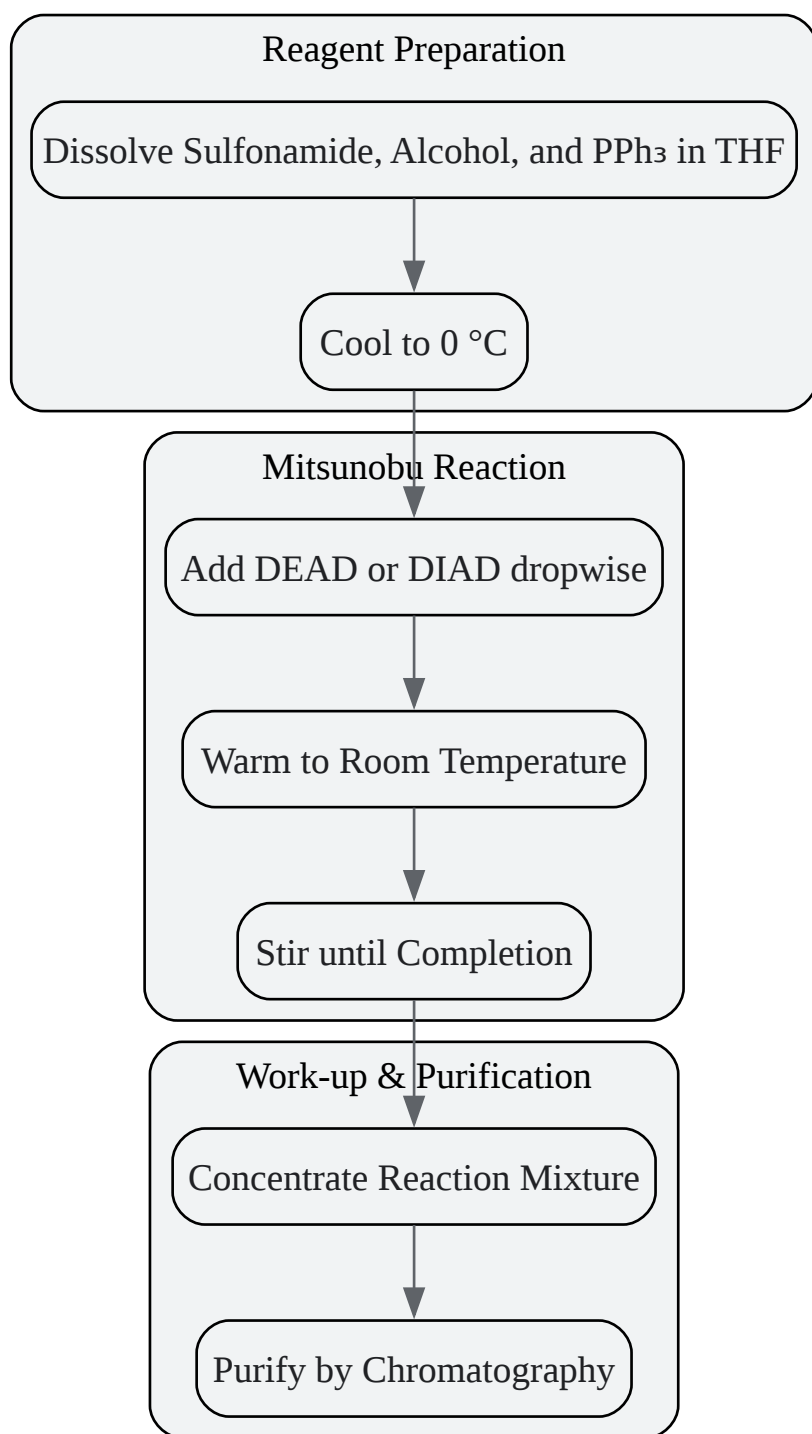 Reagent Preparation
Dissolve Sulfonamide, Alcohol, and PPh₃ in THF
Cool to 0 °C
Mitsunobu Reaction
Add DEAD or DIAD dropwise
Warm to Room Temperature
Stir until Completion
Work-up & Purification
Concentrate Reaction Mixture
Purify by Chromatography